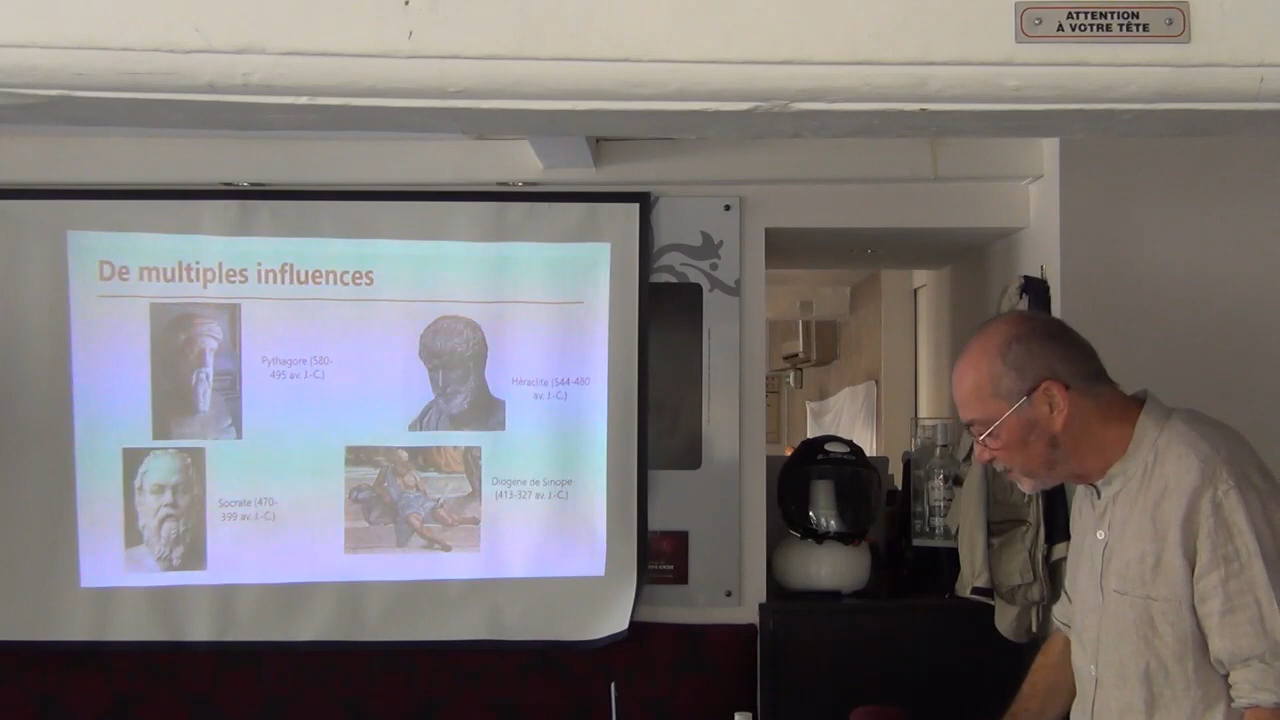 ATTENTION
À VOTRE TÊTE
De multiples influences
Pythagore (580-
495 av. J.-C.)
Héraclite (544-480
av. J.-C.)
Socrate (470-
399 av. J.-C.)
Diogène de Sinope
(413-327 av. J.-C.)